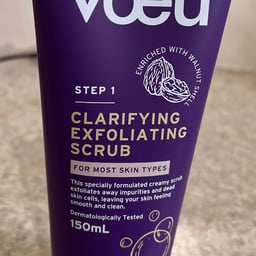 voeu
ENRICHED WITH WALNUT SHELL
STEP 1
CLARIFYING
EXFOLIATING
SCRUB
FOR MOST SKIN TYPES
This specially formulated creamy scrub
exfoliates away impurities and dead
skin cells, leaving your skin feeling
smooth and clean.
Dermatologically Tested
150mL